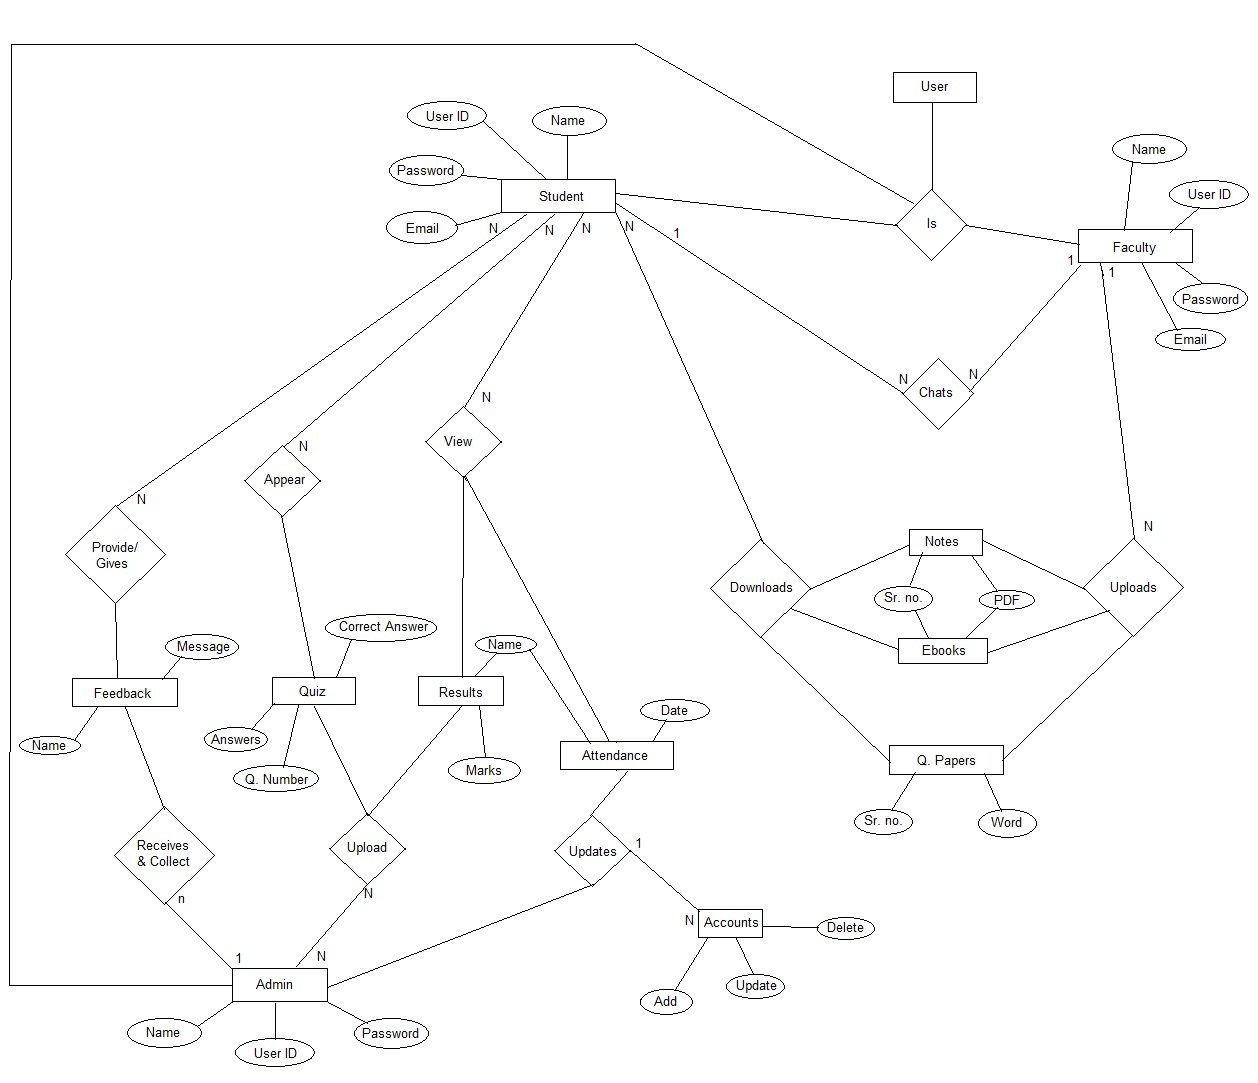 User
User ID
Name
Name
Password
Student
User ID
Is
Email
N
N
N
N
1
Faculty
1
1
Password
Email
N
N
Chats
N
View
N
Appear
N
N
Provide/
Gives
Notes
Downloads
Sr. no.
PDF
Uploads
Correct Answer
Message
Name
Ebooks
Feedback
Quiz
Results
Date
Name
Answers
Attendance
Q. Papers
Q. Number
Marks
Sr. no.
Word
Receives
& Collect
Upload
Updates
1
n
N
N
Accounts
Delete
1
N
Admin
Add
Update
Name
User ID
Password